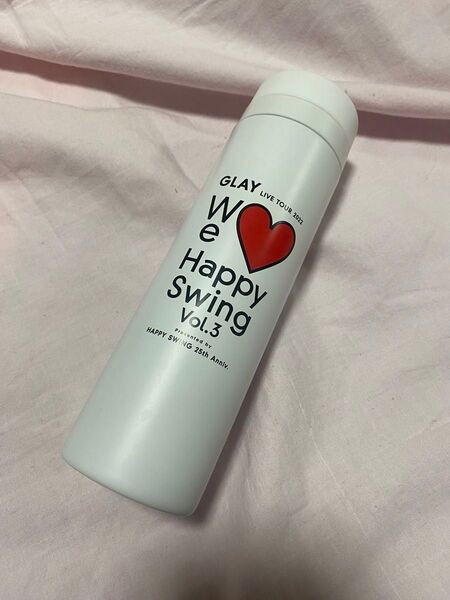 GLAY LIVE TOUR 2022
We
Happy
Swing
Vol.3
Presented by
HAPPY SWING 25th Anniv.